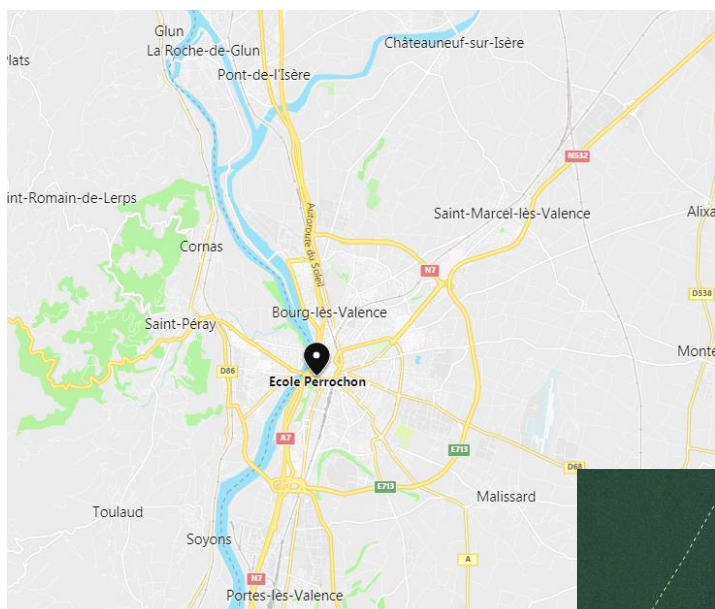 Glun
La Roche-de-Glun
Châteauneuf-sur-Isère
Plats
Pont-de-l'Isère
N532
int-Romain-de-Lerps
Saint-Marcel-lès-Valence
Alixa
Autoroute du Soleil
Cornas
N7
D538
Bourg-lès-Valence
Saint-Péray
Monté
D86
Ecole Perrochon
A7
E713
D68
E713
Malissard
Toulaud
Soyons
A
N7
Portes-lès-Valence